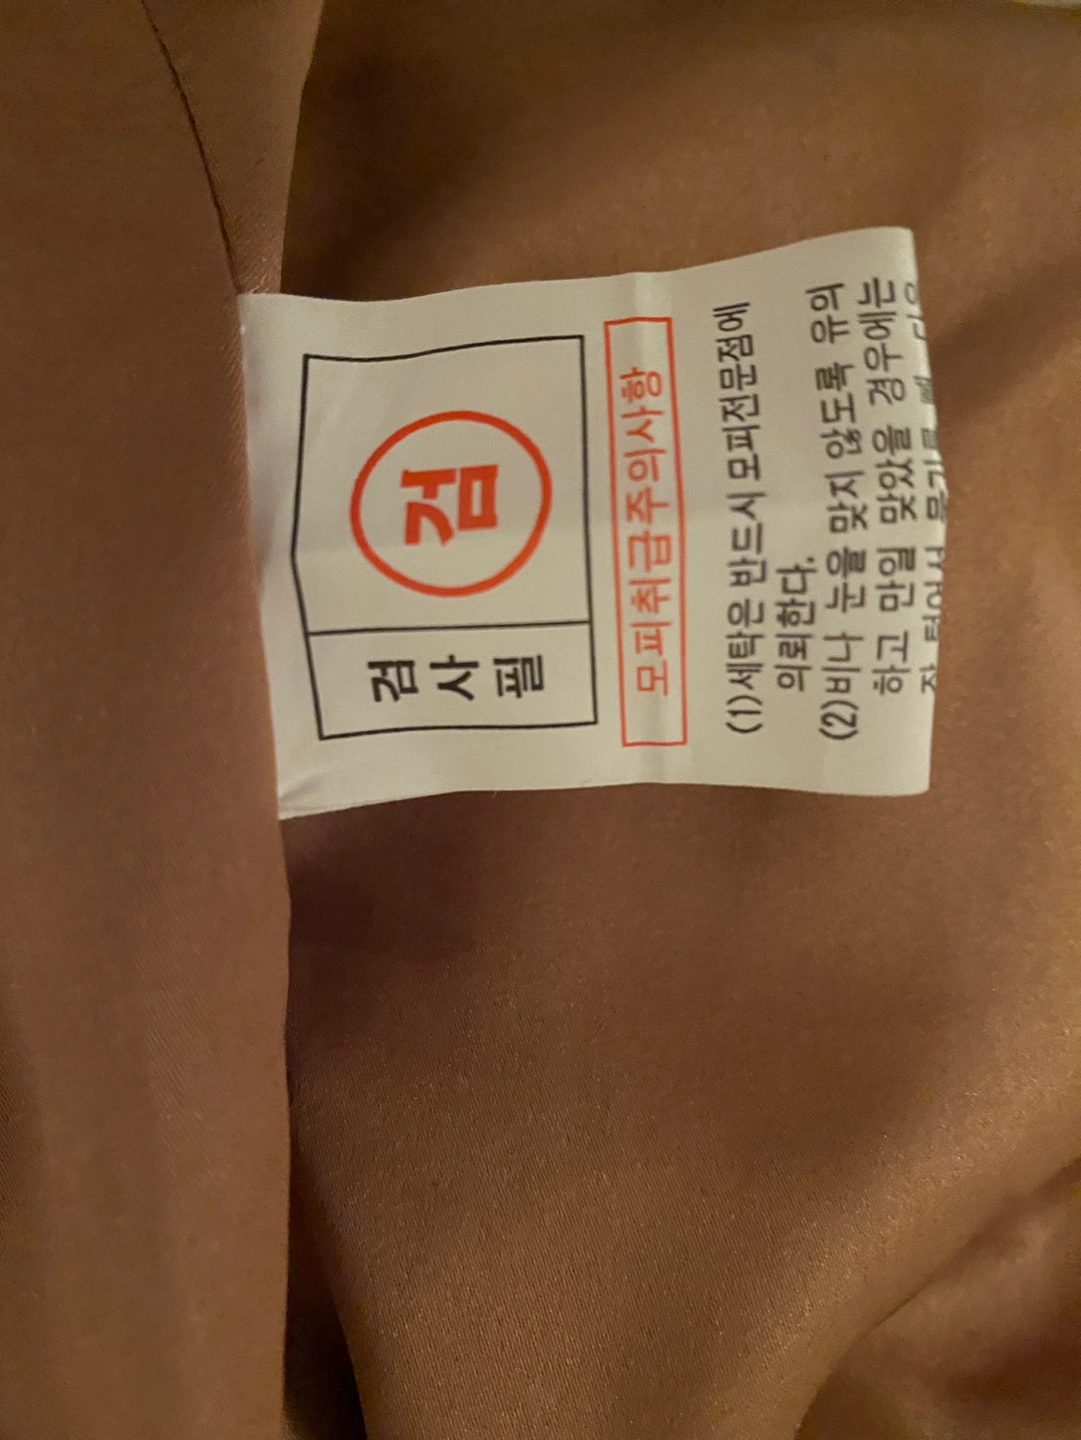 검사필
검
모피취급주의사항
(1)세탁은 반드시 모피전문점에
의뢰한다.
(2)비나 눈을 맞지 않도록 유의
하고 만일 맞았을 경우에는